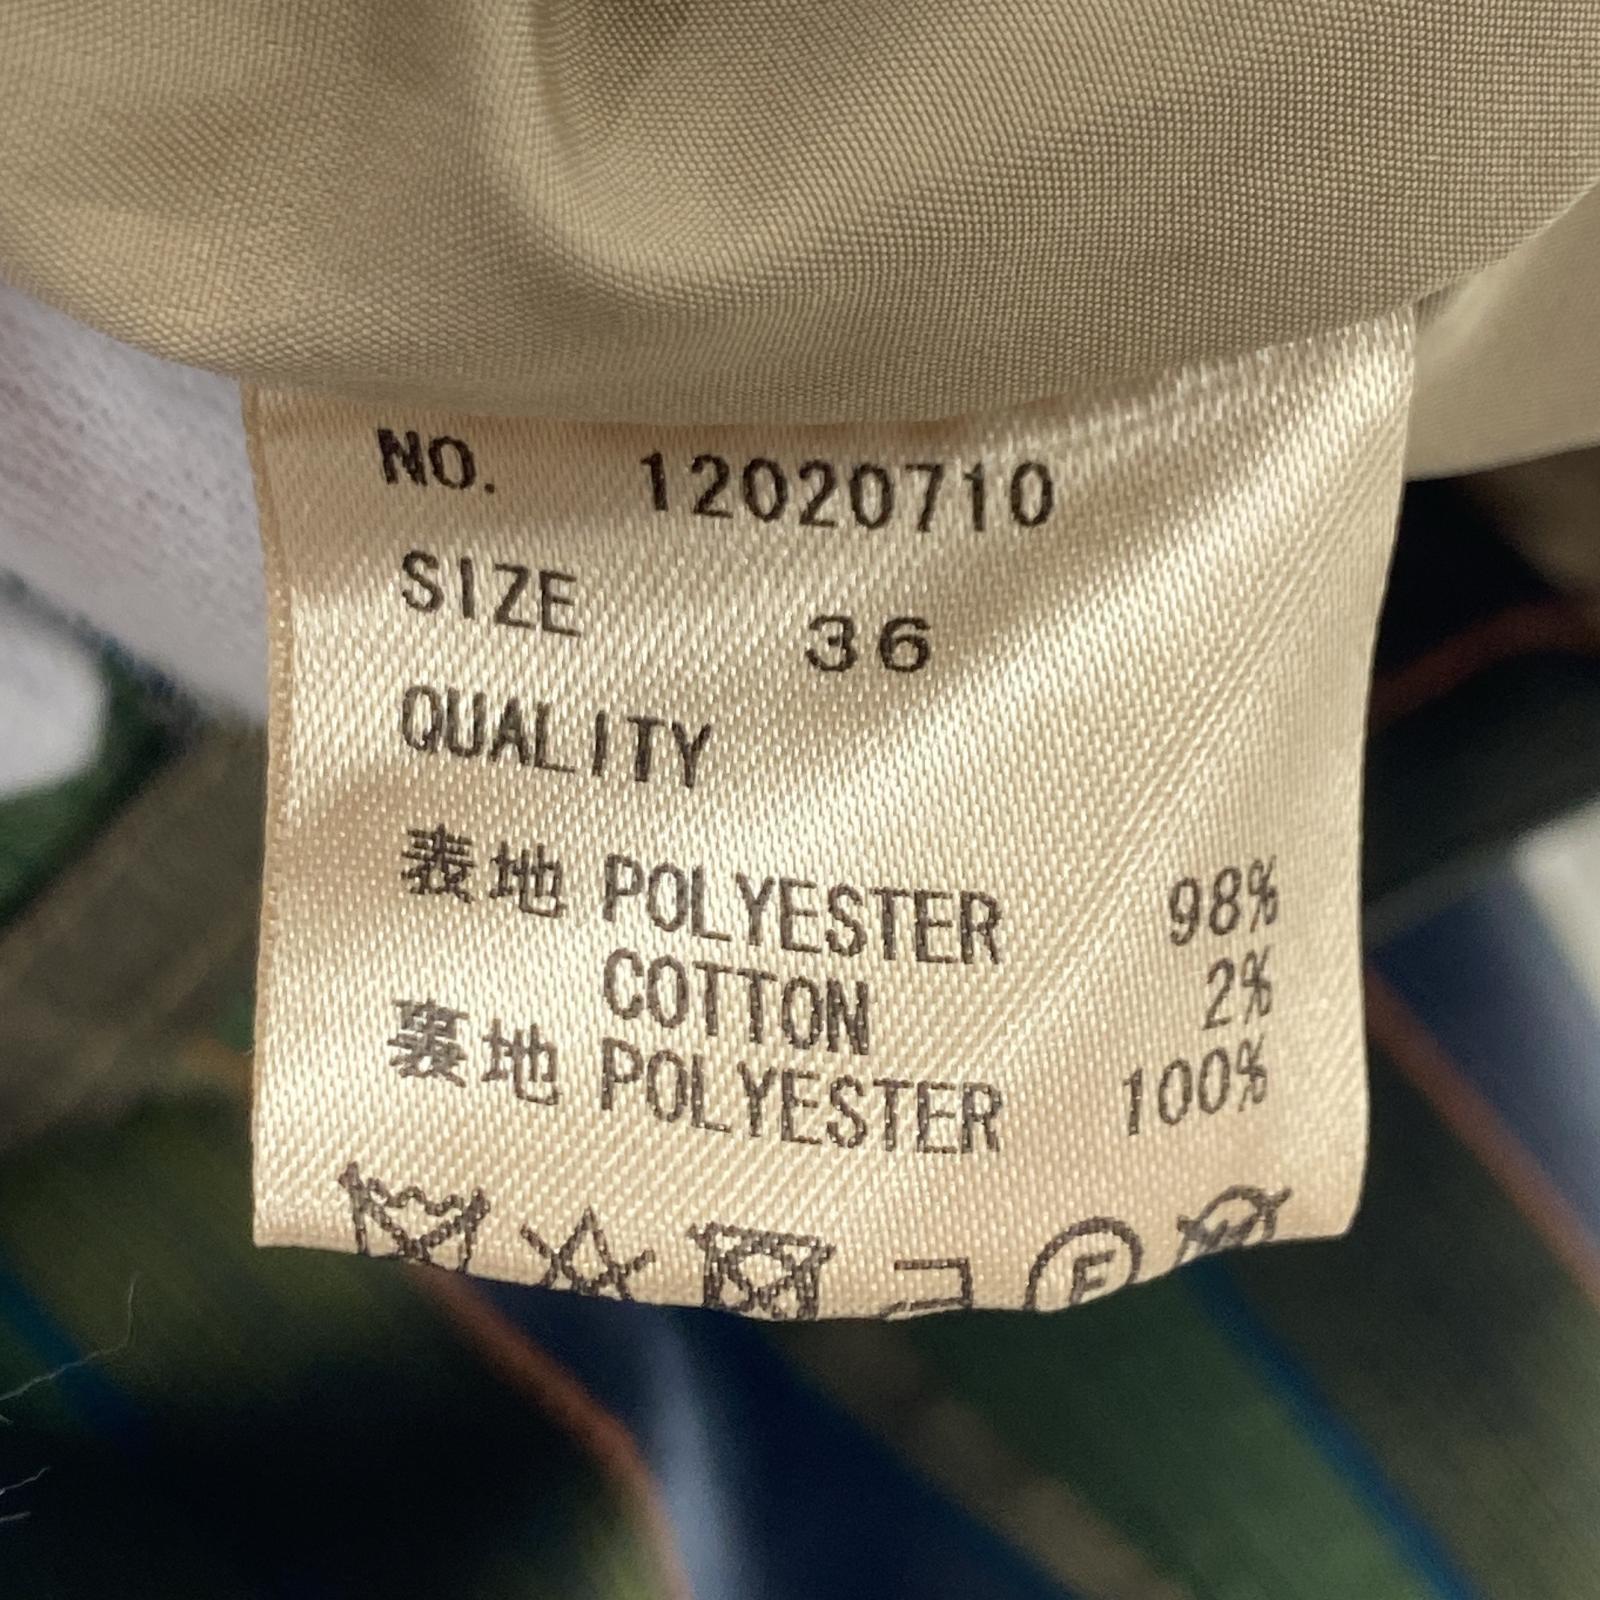 NO. 12020710
SIZE 36
QUALITY
表地 POLYESTER 98%
COTTON 2%
裏地 POLYESTER 100%
F